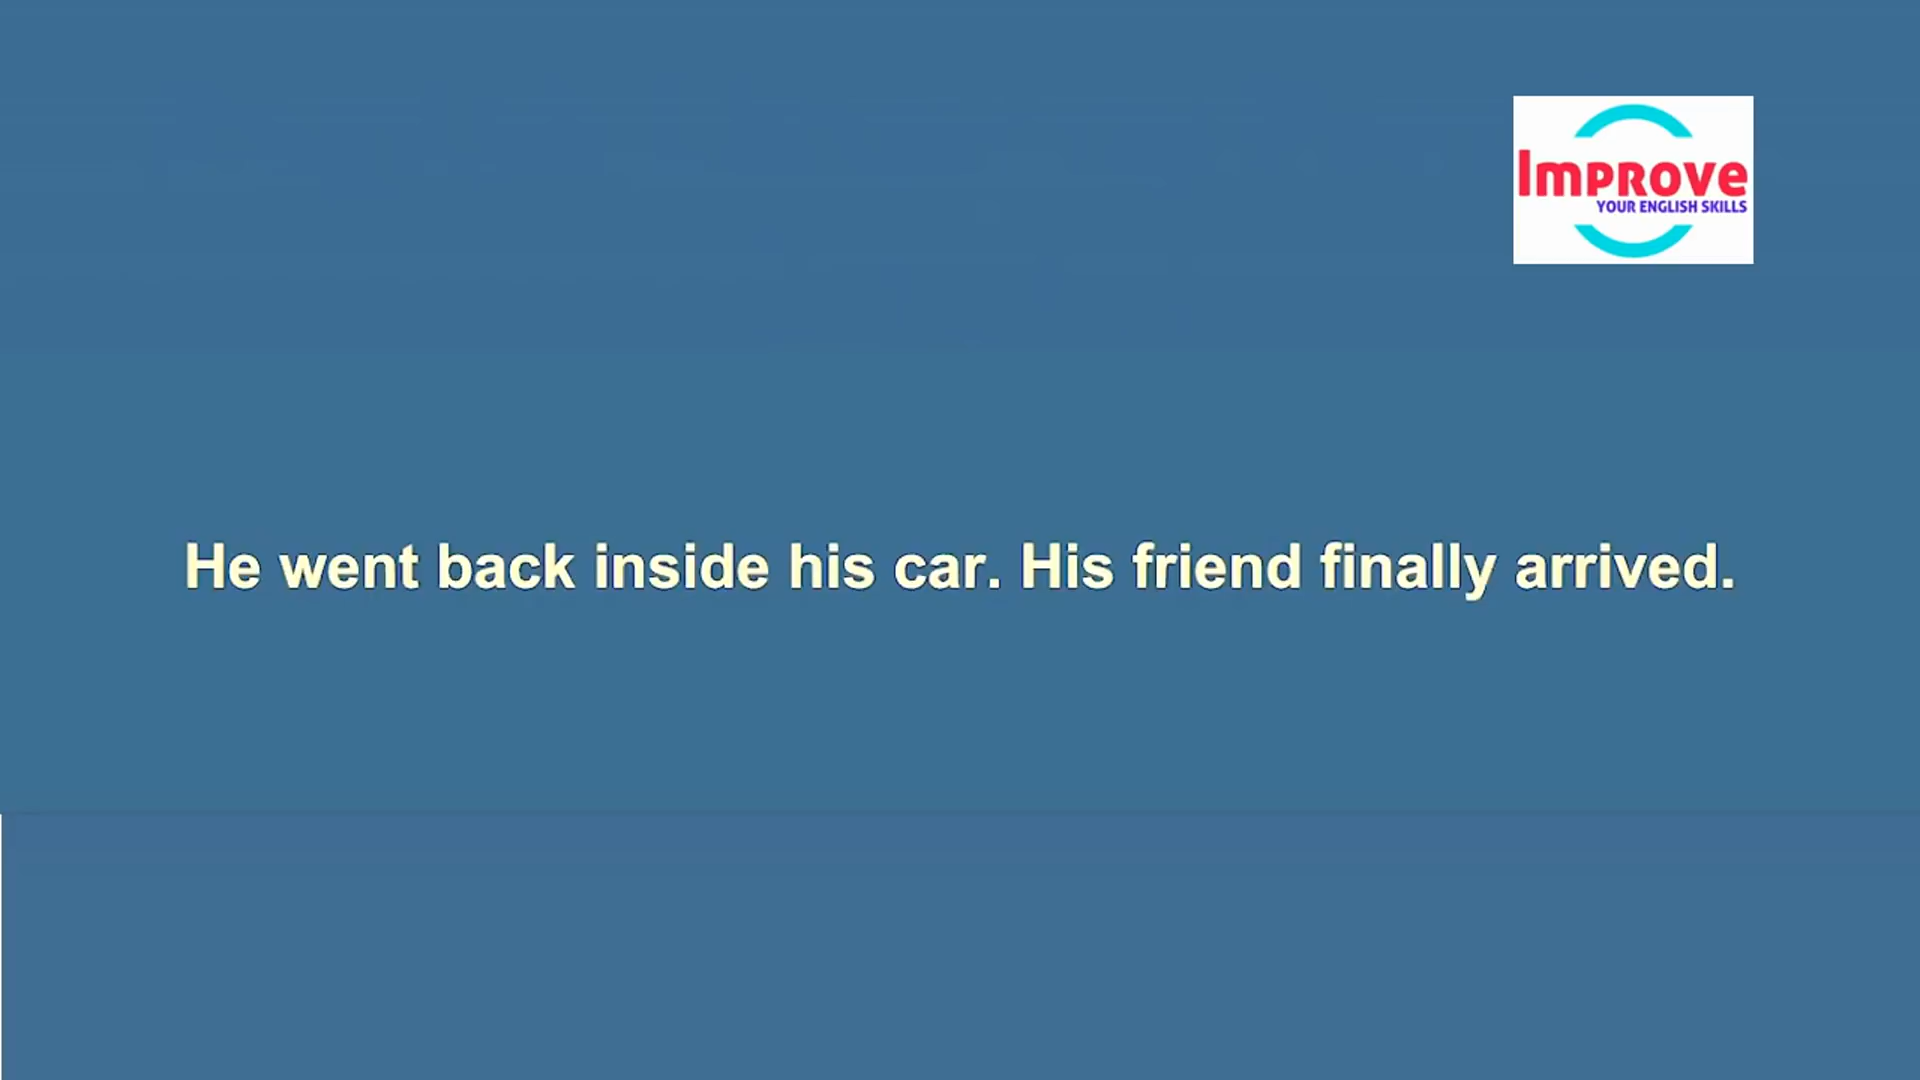 Improve
YOUR ENGLISH SKILLS
He went back inside his car. His friend finally arrived.